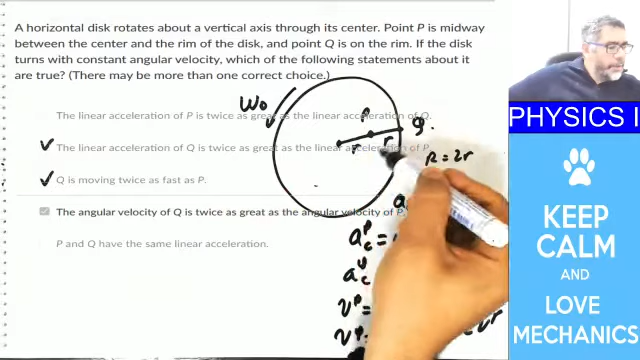 A horizontal disk rotates about a vertical axis through its center. Point P is midway
between the center and the rim of the disk, and point Q is on the rim. If the disk
turns with constant angular velocity, which of the following statements about it
are true? (There may be more than one correct choice.)
The linear acceleration of P is twice as great as the linear acceleration of Q.
ω₀
P
Q.
The linear acceleration of Q is twice as great as the linear acceleration of P.
r
r
R = 2r
Q is moving twice as fast as P.
The angular velocity of Q is twice as great as the angular velocity of P.
P and Q have the same linear acceleration.
PHYSICS I
KEEP
CALM
AND
LOVE
MECHANICS